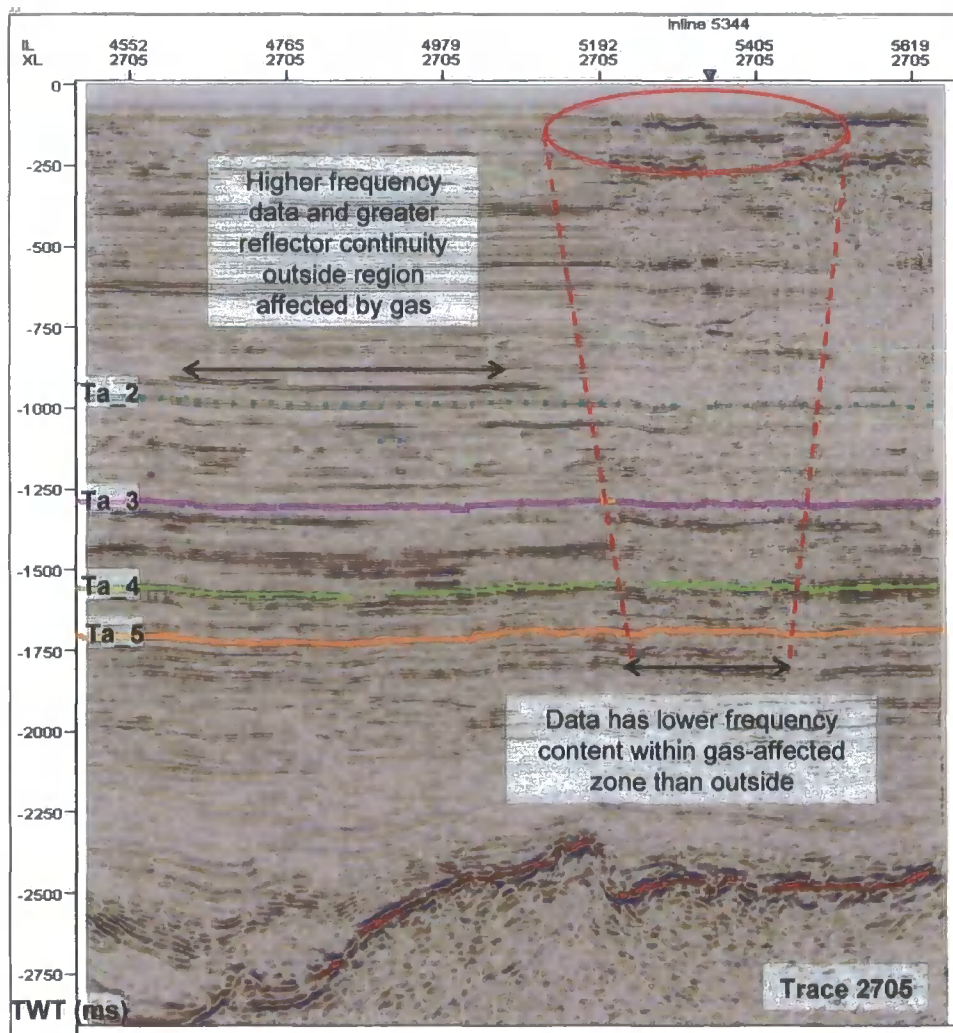 Inline 5344
IL 4552 4765 4979 5192 5405 5619
XL 2705 2705 2705 2705 2705 2705
0
-250
Higher frequency
data and greater
reflector continuity
outside region
affected by gas
-500
-750
Ta_2
-1000
-1250
Ta_3
-1500
Ta_4
Ta_5
-1750
Data has lower frequency
content within gas-affected
zone than outside
-2000
-2250
-2500
-2750
Trace 2705
TWT (ms)